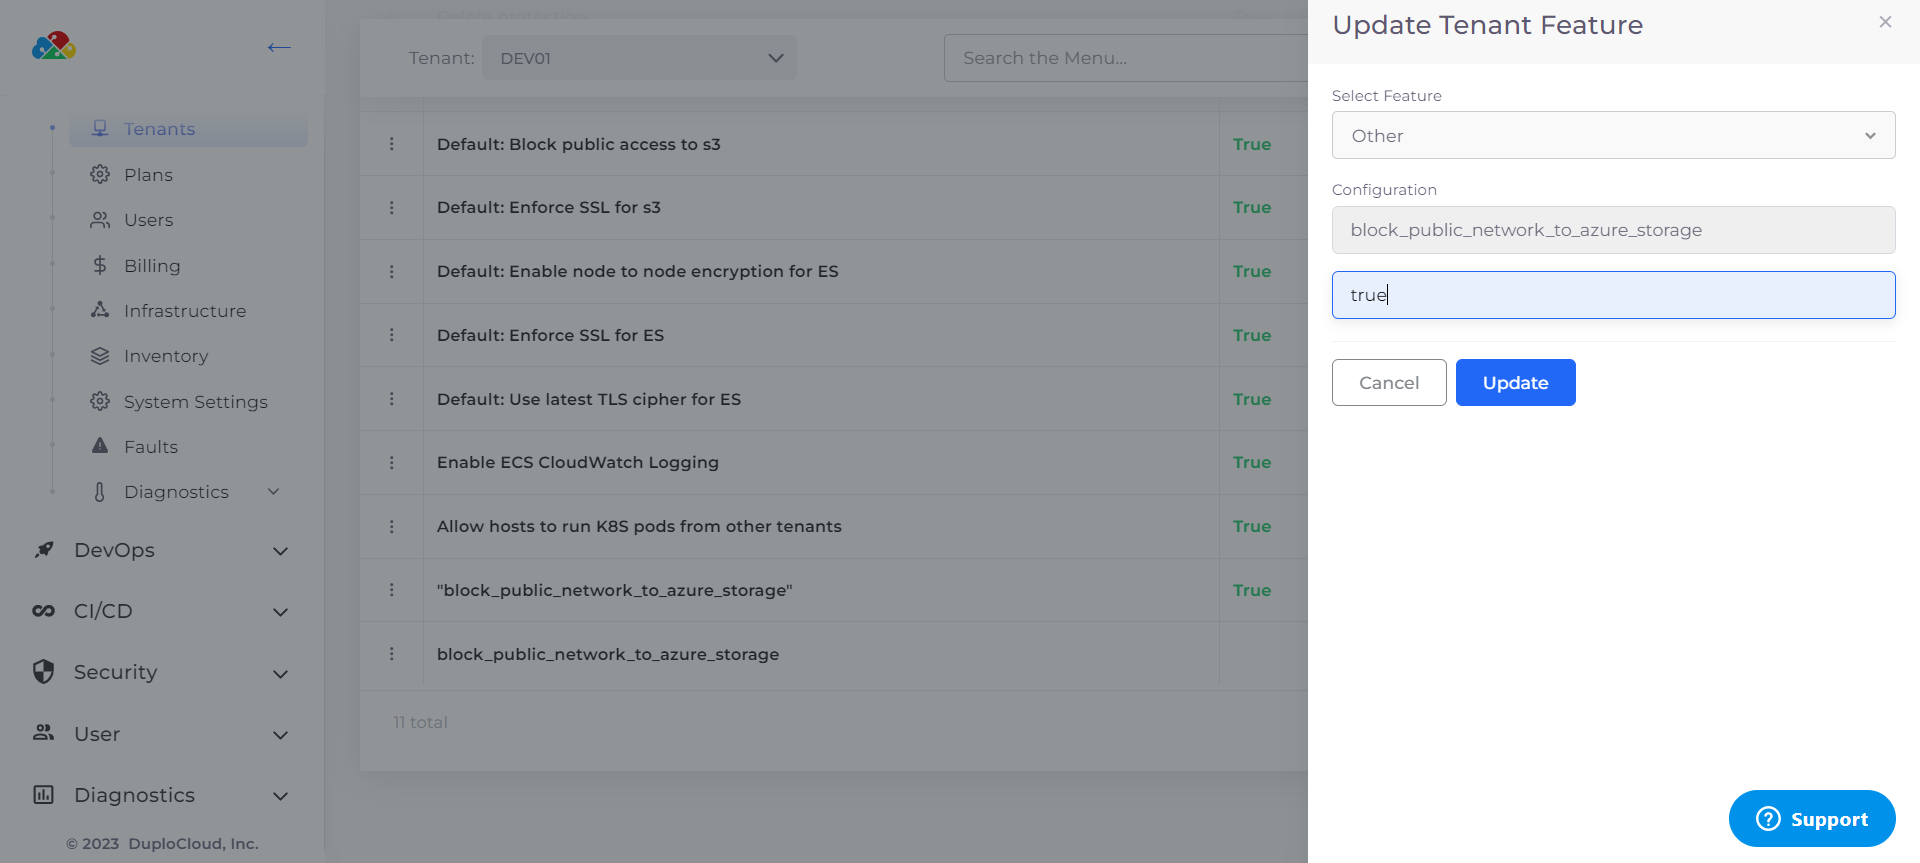 Tenants
Plans
Users
Billing
Infrastructure
Inventory
System Settings
Faults
Diagnostics
DevOps
CI/CD
Security
User
Diagnostics
© 2023 DuploCloud, Inc.
Delete protection
Tenant: DEV01
Search the Menu...
Default: Block public access to s3 True
Default: Enforce SSL for s3 True
Default: Enable node to node encryption for ES True
Default: Enforce SSL for ES True
Default: Use latest TLS cipher for ES True
Enable ECS CloudWatch Logging True
Allow hosts to run K8S pods from other tenants True
"block_public_network_to_azure_storage" True
block_public_network_to_azure_storage
11 total
Update Tenant Feature
Select Feature
Other
Configuration
block_public_network_to_azure_storage
true
Cancel Update
Support